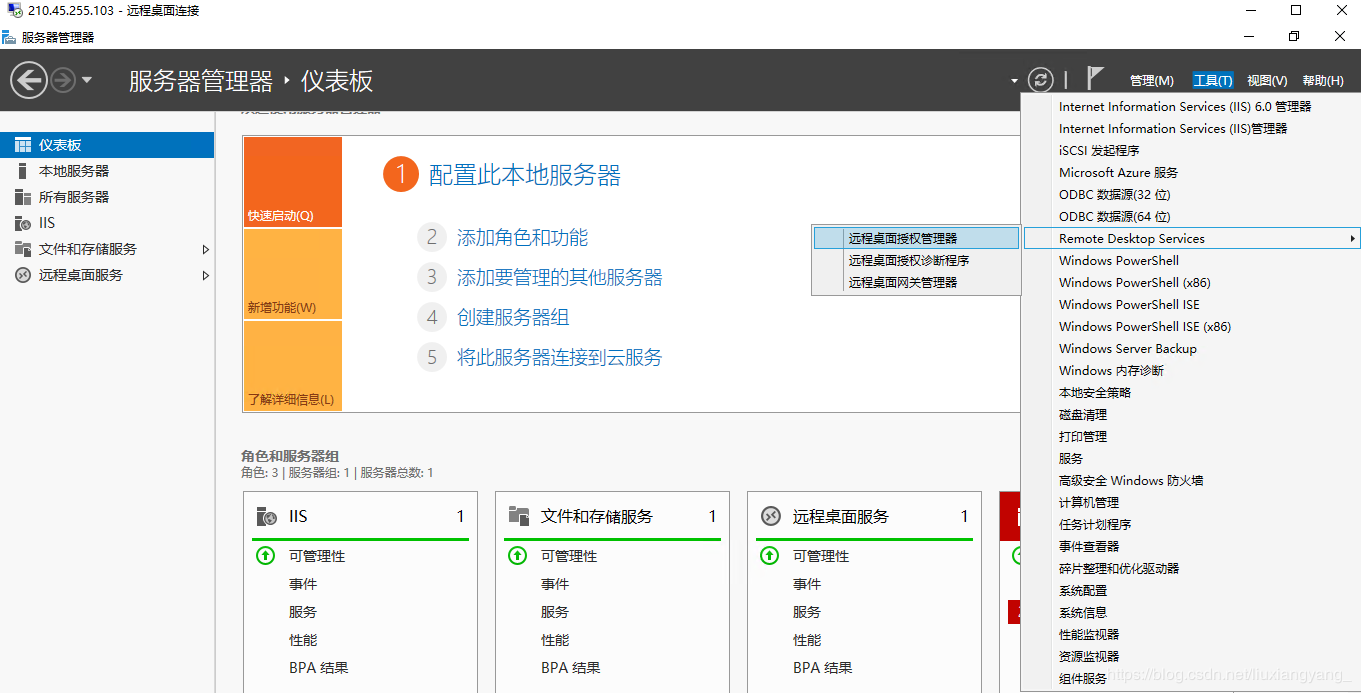 210.45.255.103 - 远程桌面连接
服务器管理器
服务器管理器 ‣ 仪表板
管理(M) 工具(T) 视图(V) 帮助(H)
仪表板
本地服务器
所有服务器
IIS
文件和存储服务
远程桌面服务
快速启动(Q)
新增功能(W)
了解详细信息(L)
1 配置此本地服务器
2 添加角色和功能
3 添加要管理的其他服务器
4 创建服务器组
5 将此服务器连接到云服务
角色和服务器组
角色: 3 | 服务器组: 1 | 服务器总数: 1
IIS 1
可管理性
事件
服务
性能
BPA 结果
文件和存储服务 1
可管理性
事件
服务
性能
BPA 结果
远程桌面服务 1
可管理性
事件
服务
性能
BPA 结果
远程桌面授权管理器
远程桌面授权诊断程序
远程桌面网关管理器
Internet Information Services (IIS) 6.0 管理器
Internet Information Services (IIS)管理器
iSCSI 发起程序
Microsoft Azure 服务
ODBC 数据源(32 位)
ODBC 数据源(64 位)
Remote Desktop Services
Windows PowerShell
Windows PowerShell (x86)
Windows PowerShell ISE
Windows PowerShell ISE (x86)
Windows Server Backup
Windows 内存诊断
本地安全策略
磁盘清理
打印管理
服务
高级安全 Windows 防火墙
计算机管理
任务计划程序
事件查看器
碎片整理和优化驱动器
系统配置
系统信息
性能监视器
资源监视器
组件服务
https://blog.csdn.net/liuxiangyang_